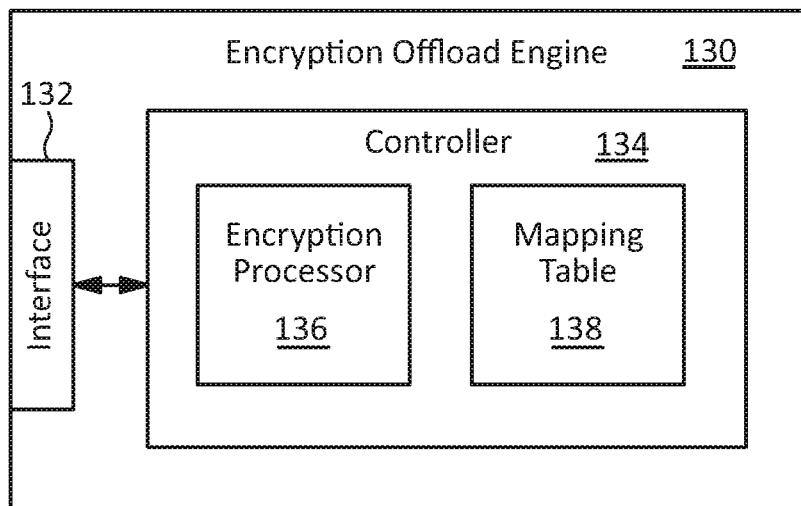 Encryption Offload Engine 130
132
Controller 134
Interface
Encryption
Processor
136
Mapping
Table
138